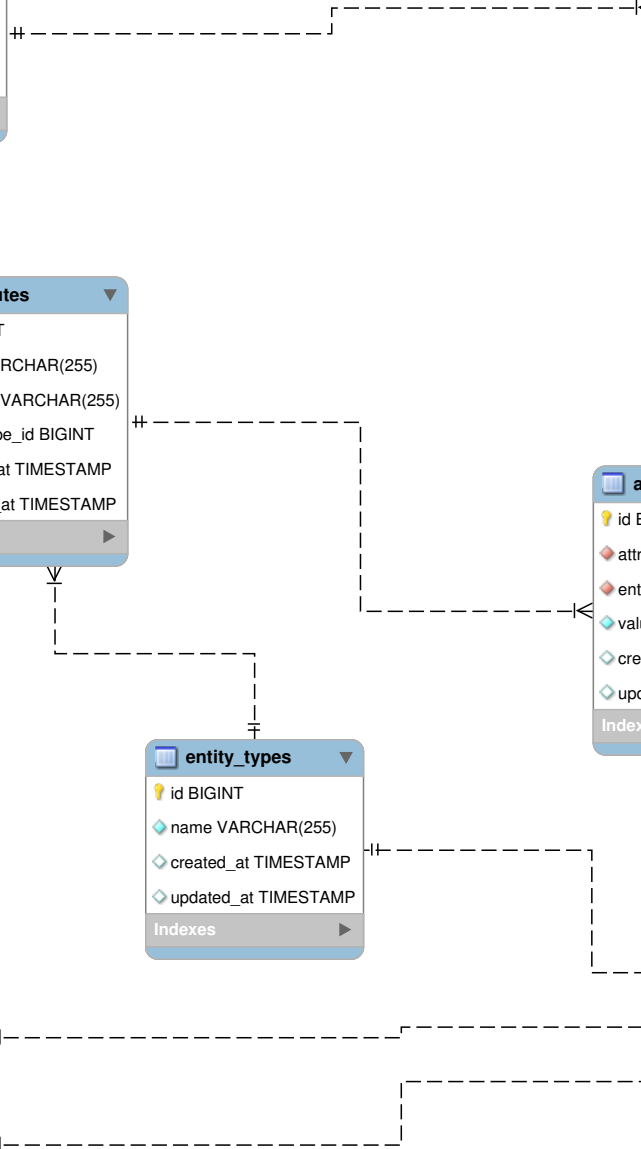 utes
T
RCHAR(255)
VARCHAR(255)
pe_id BIGINT
at TIMESTAMP
_at TIMESTAMP
a
id B
attr
ent
valu
cre
upd
Index
entity_types
id BIGINT
name VARCHAR(255)
created_at TIMESTAMP
updated_at TIMESTAMP
Indexes